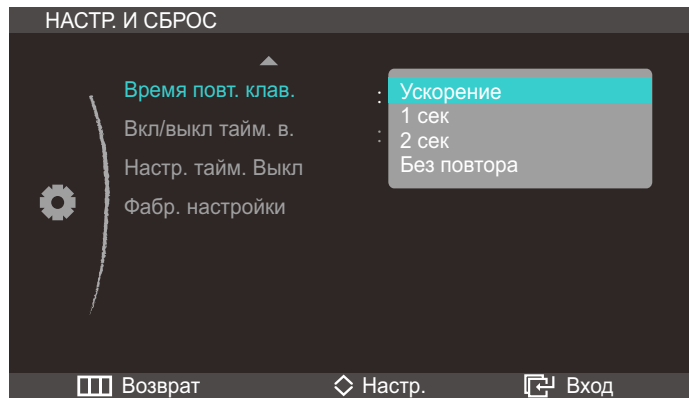 НАСТР. И СБРОС
Время повт. клав. : Ускорение
1 сек
Вкл/выкл тайм. в. : 2 сек
Настр. тайм. Выкл Без повтора
Фабр. настройки
Возврат Настр. Вход